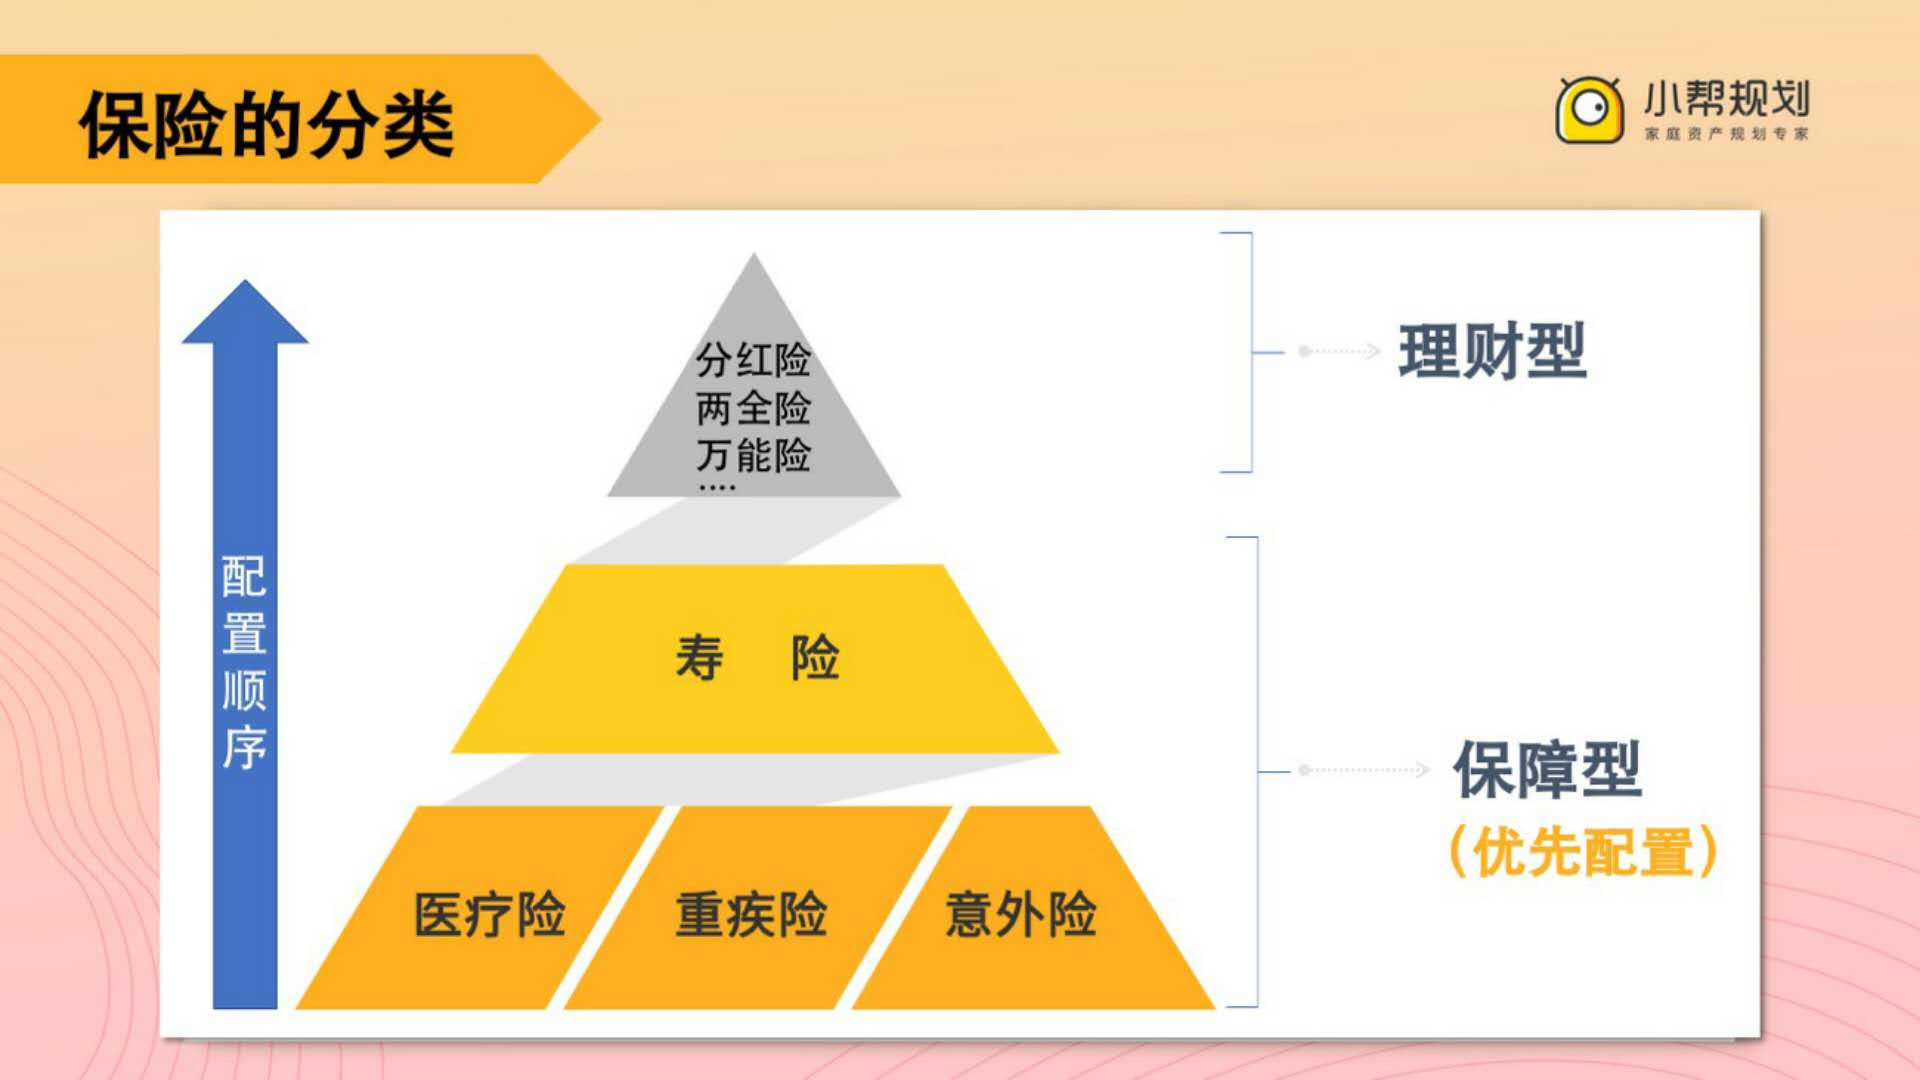 保险的分类
小帮规划
家庭资产规划专家
分红险
两全险
万能险
....
理财型
配置顺序
寿 险
保障型
（优先配置）
医疗险
重疾险
意外险